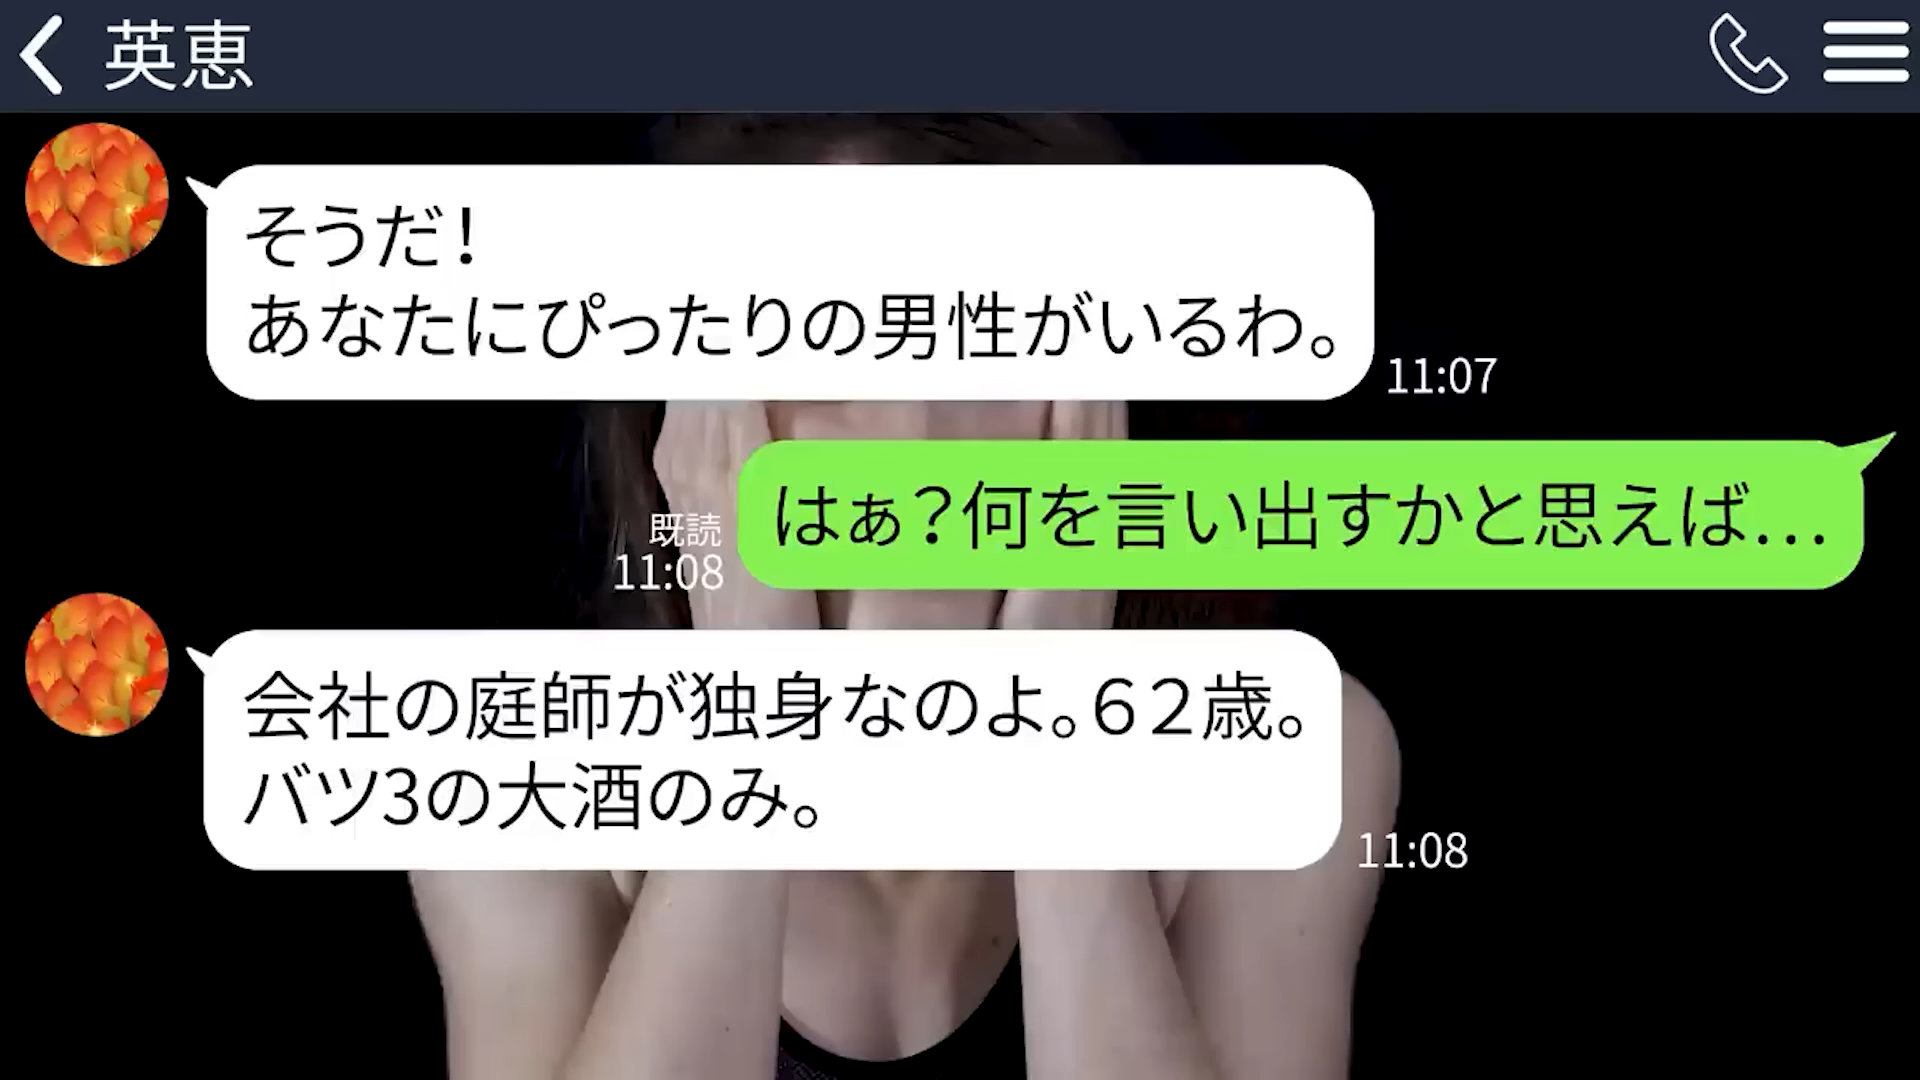 英恵
そうだ！
あなたにぴったりの男性がいるわ。
11:07
はぁ？何を言い出すかと思えば…
既読
11:08
会社の庭師が独身なのよ。６２歳。
バツ3の大酒のみ。
11:08